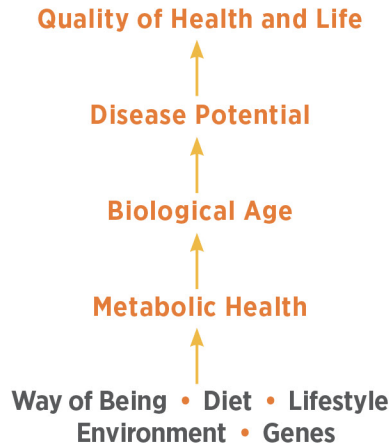 Quality of Health and Life
Disease Potential
Biological Age
Metabolic Health
Way of Being • Diet • Lifestyle
Environment • Genes